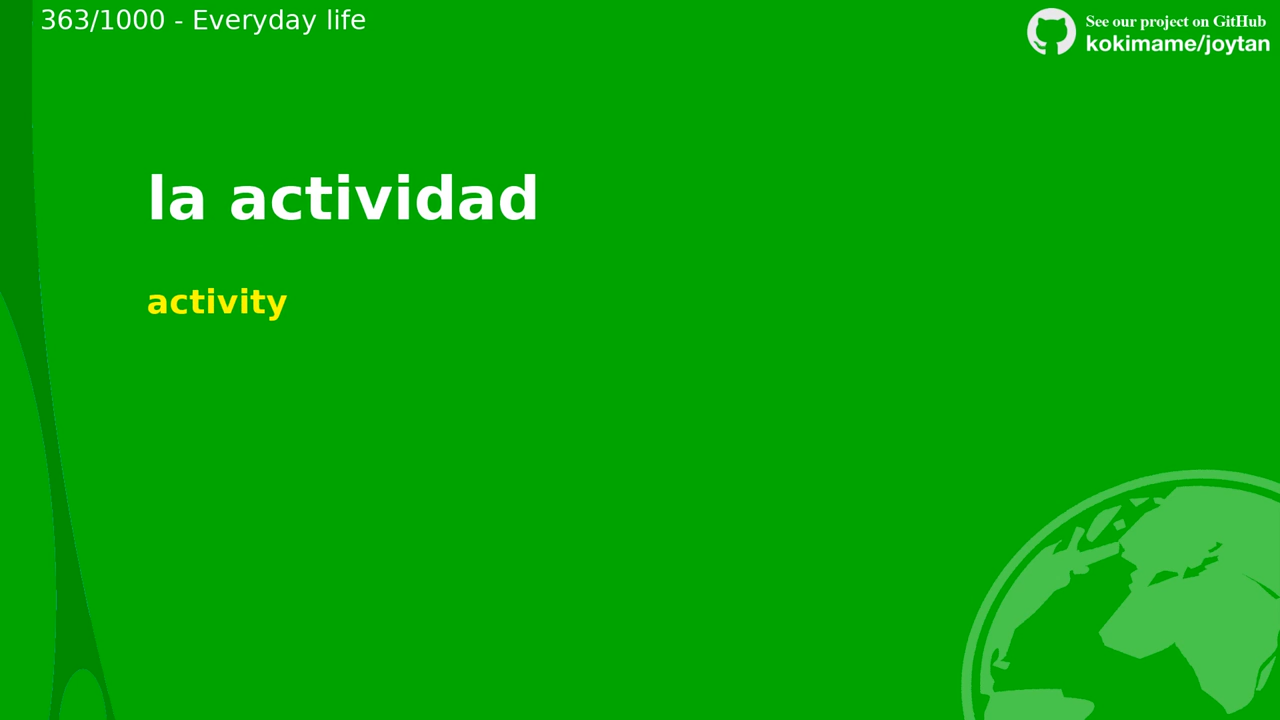 363/1000 - Everyday life
See our project on GitHub
kokimame/joytan
la actividad
activity